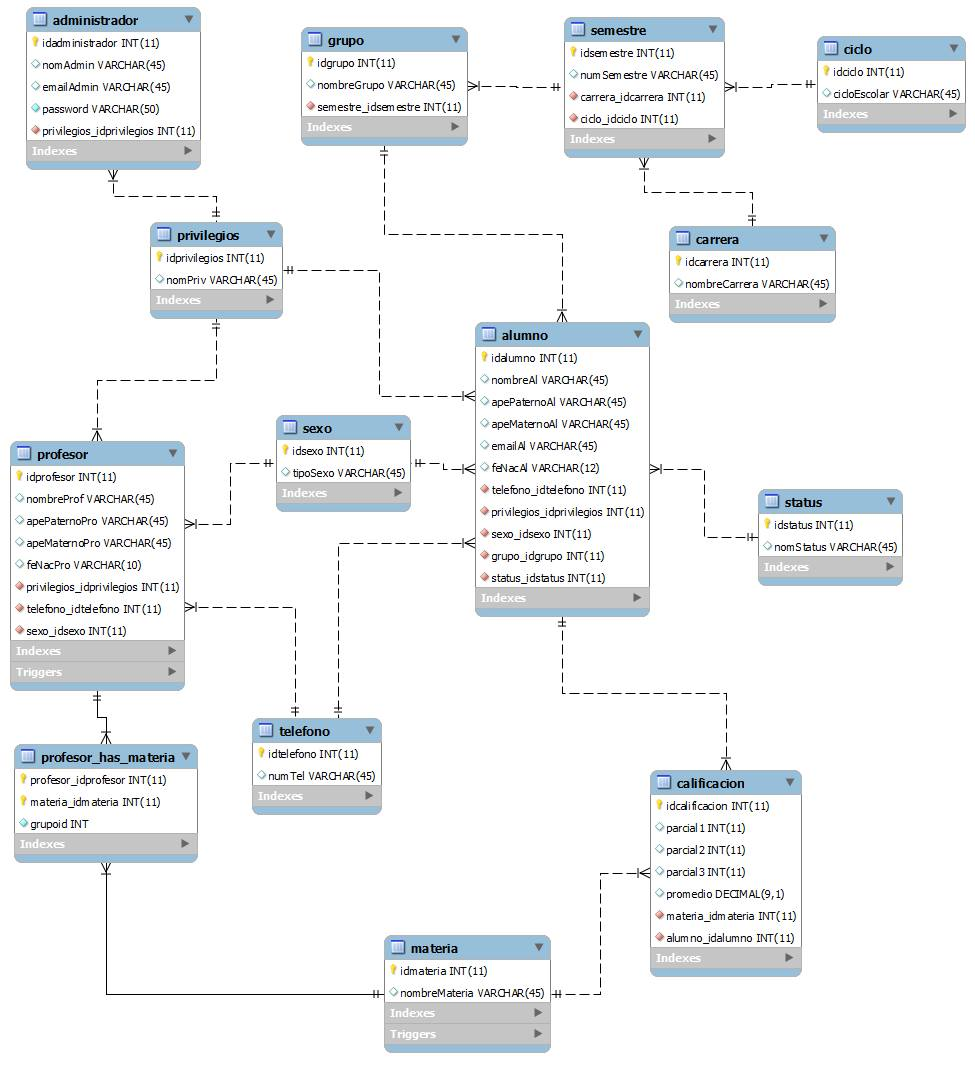 administrador
idadministrador INT(11)
nomAdmin VARCHAR(45)
emailAdmin VARCHAR(45)
password VARCHAR(50)
privilegios_idprivilegios INT(11)
Indexes
grupo
idgrupo INT(11)
nombreGrupo VARCHAR(45)
semestre_idsemestre INT(11)
Indexes
semestre
idsemestre INT(11)
numSemestre VARCHAR(45)
carrera_idcarrera INT(11)
ciclo_idciclo INT(11)
Indexes
ciclo
idciclo INT(11)
cicloEscolar VARCHAR(45)
Indexes
privilegios
idprivilegios INT(11)
nomPriv VARCHAR(45)
Indexes
carrera
idcarrera INT(11)
nombreCarrera VARCHAR(45)
Indexes
alumno
idalumno INT(11)
nombreAl VARCHAR(45)
apePaternoAl VARCHAR(45)
apeMaternoAl VARCHAR(45)
emailAl VARCHAR(45)
feNacAl VARCHAR(12)
telefono_idtelefono INT(11)
privilegios_idprivilegios INT(11)
sexo_idsexo INT(11)
grupo_idgrupo INT(11)
status_idstatus INT(11)
Indexes
sexo
idsexo INT(11)
tipoSexo VARCHAR(45)
Indexes
profesor
idprofesor INT(11)
nombreProf VARCHAR(45)
apePaternoPro VARCHAR(45)
apeMaternoPro VARCHAR(45)
feNacPro VARCHAR(10)
privilegios_idprivilegios INT(11)
telefono_idtelefono INT(11)
sexo_idsexo INT(11)
Indexes
Triggers
status
idstatus INT(11)
nomStatus VARCHAR(45)
Indexes
telefono
idtelefono INT(11)
numTel VARCHAR(45)
Indexes
profesor_has_materia
profesor_idprofesor INT(11)
materia_idmateria INT(11)
grupoid INT
Indexes
calificacion
idcalificacion INT(11)
parcial1 INT(11)
parcial2 INT(11)
parcial3 INT(11)
promedio DECIMAL(9,1)
materia_idmateria INT(11)
alumno_idalumno INT(11)
Indexes
materia
idmateria INT(11)
nombreMateria VARCHAR(45)
Indexes
Triggers